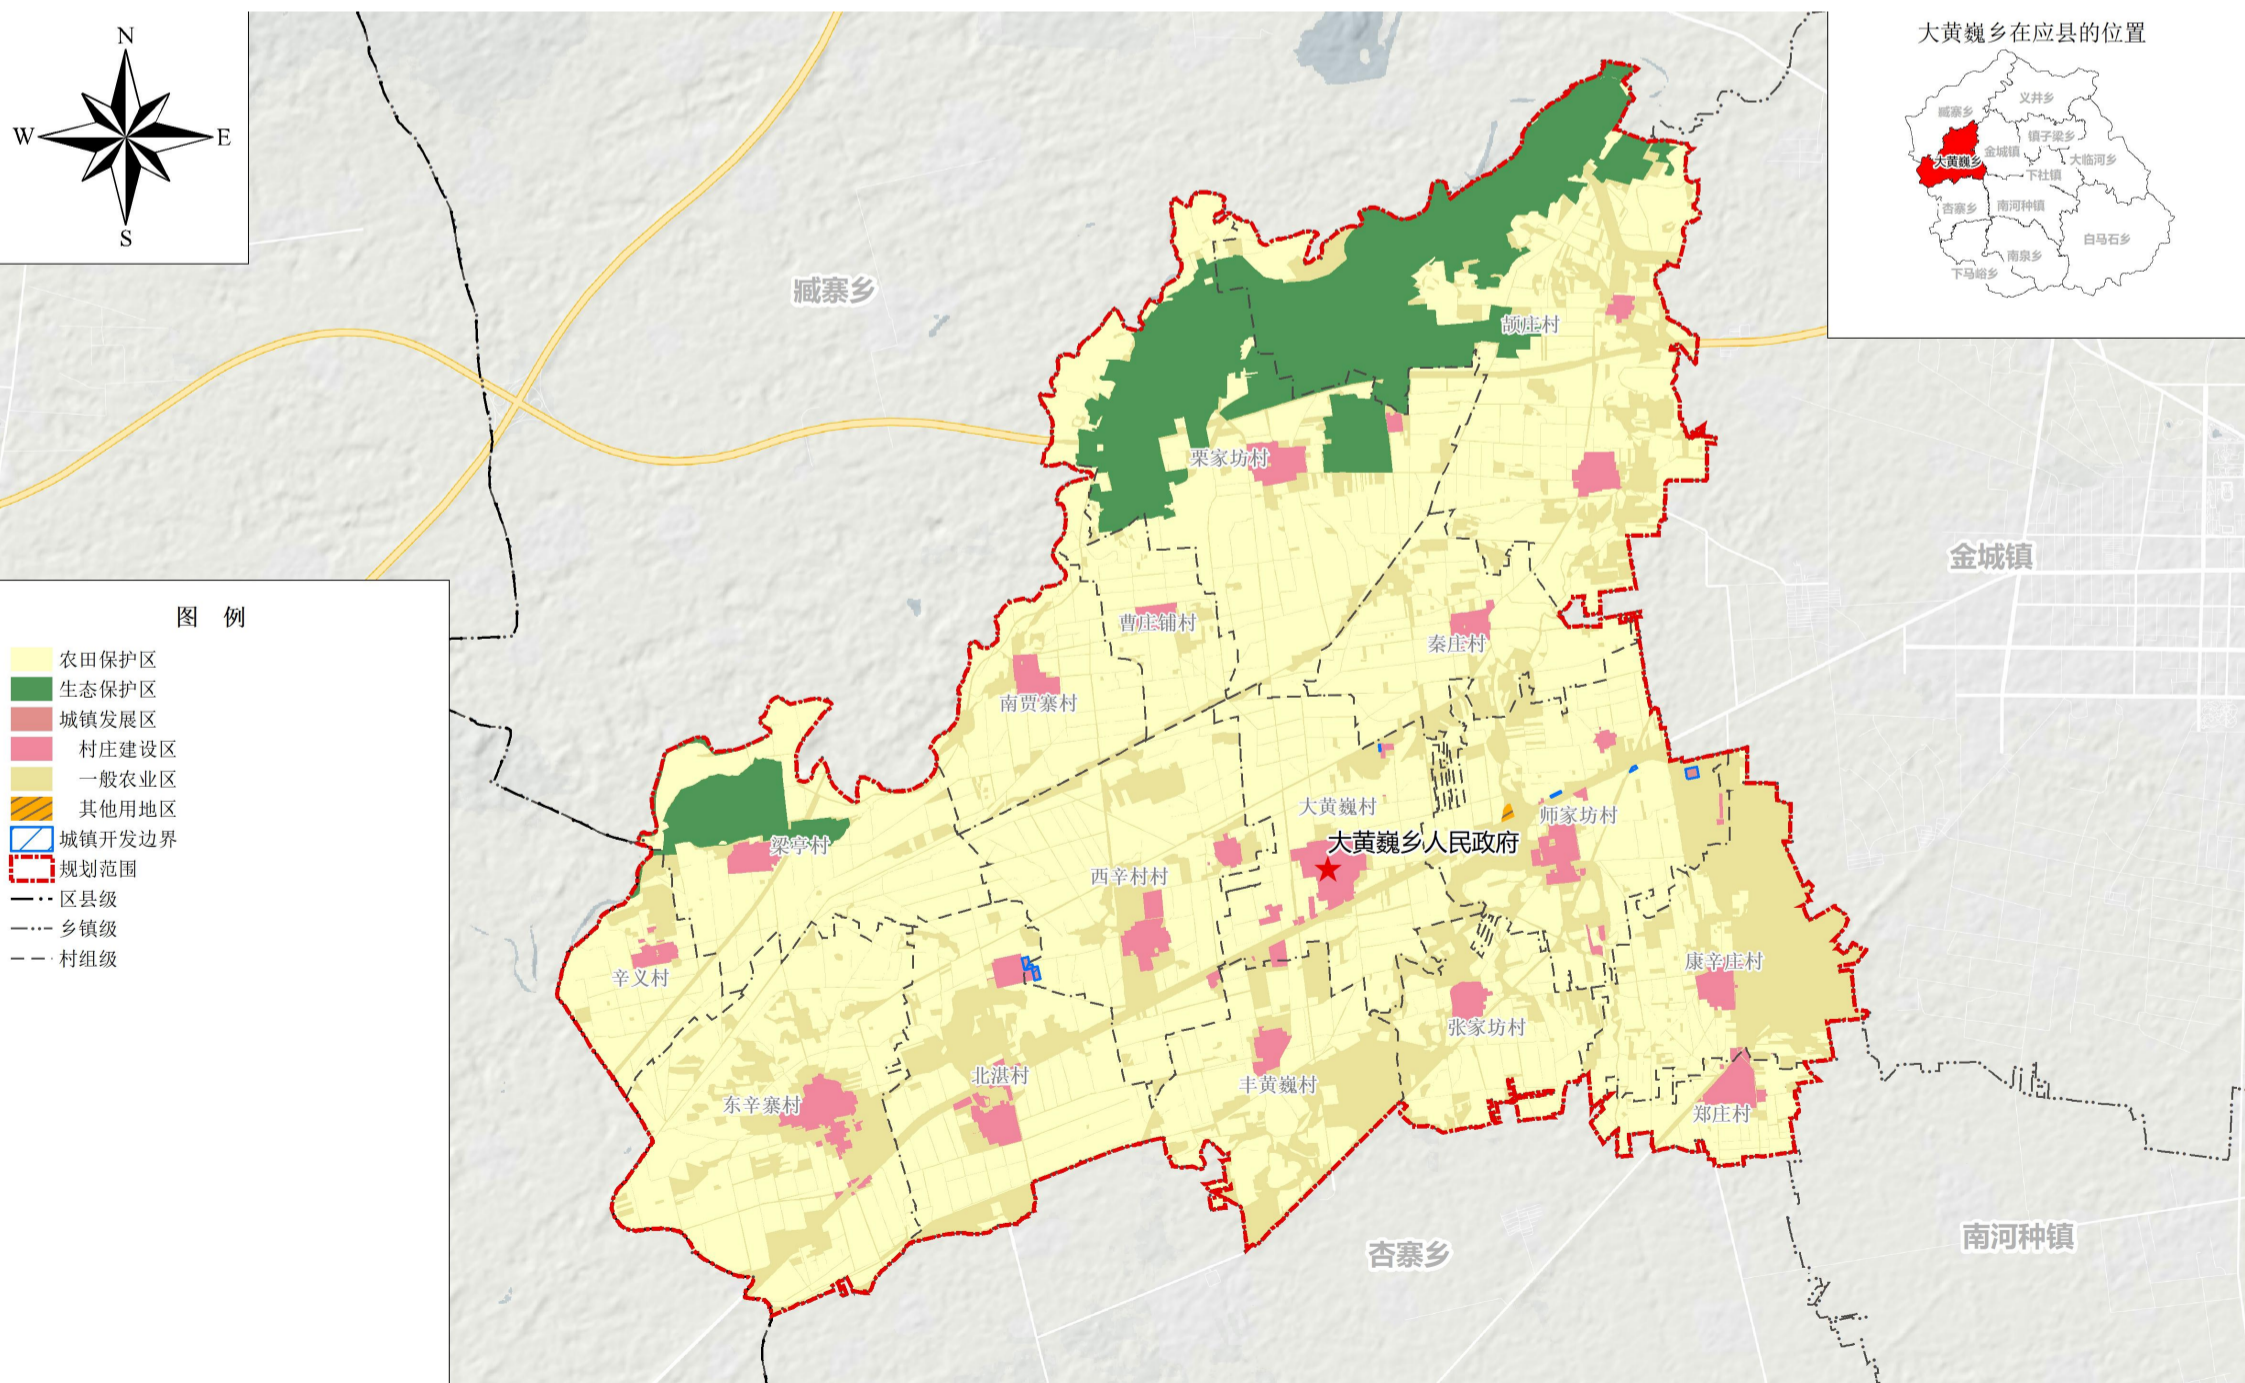 N
W
E
S
大黄巍乡在应县的位置
臧寨乡
义井乡
镇子梁乡
金城镇
大黄巍乡
大临河乡
下社镇
杏寨乡
南河种镇
白马石乡
南泉乡
下马峪乡
臧寨乡
颉庄村
栗家坊村
金城镇
曹庄铺村
秦庄村
南贾寨村
大黄巍村
师家坊村
大黄巍乡人民政府
梁亭村
西辛村村
辛义村
康辛庄村
张家坊村
北湛村
丰黄巍村
东辛寨村
郑庄村
杏寨乡
南河种镇
图 例
农田保护区
生态保护区
城镇发展区
村庄建设区
一般农业区
其他用地区
城镇开发边界
规划范围
区县级
乡镇级
村组级